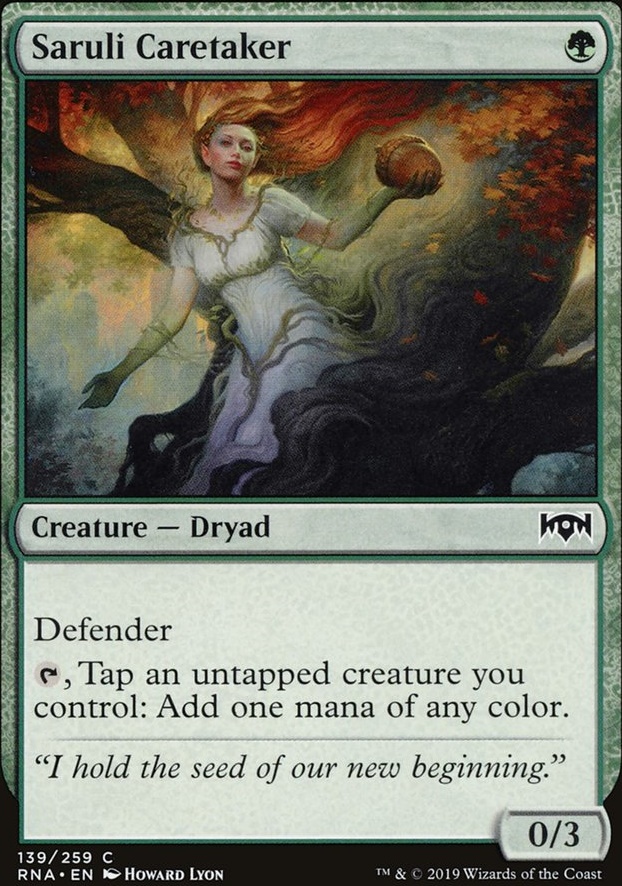 Saruli Caretaker
Creature — Dryad
Defender
, Tap an untapped creature you
control: Add one mana of any color.
“I hold the seed of our new beginning.”
0/3
139/259 C
RNA • EN Howard Lyon
™ & © 2019 Wizards of the Coast